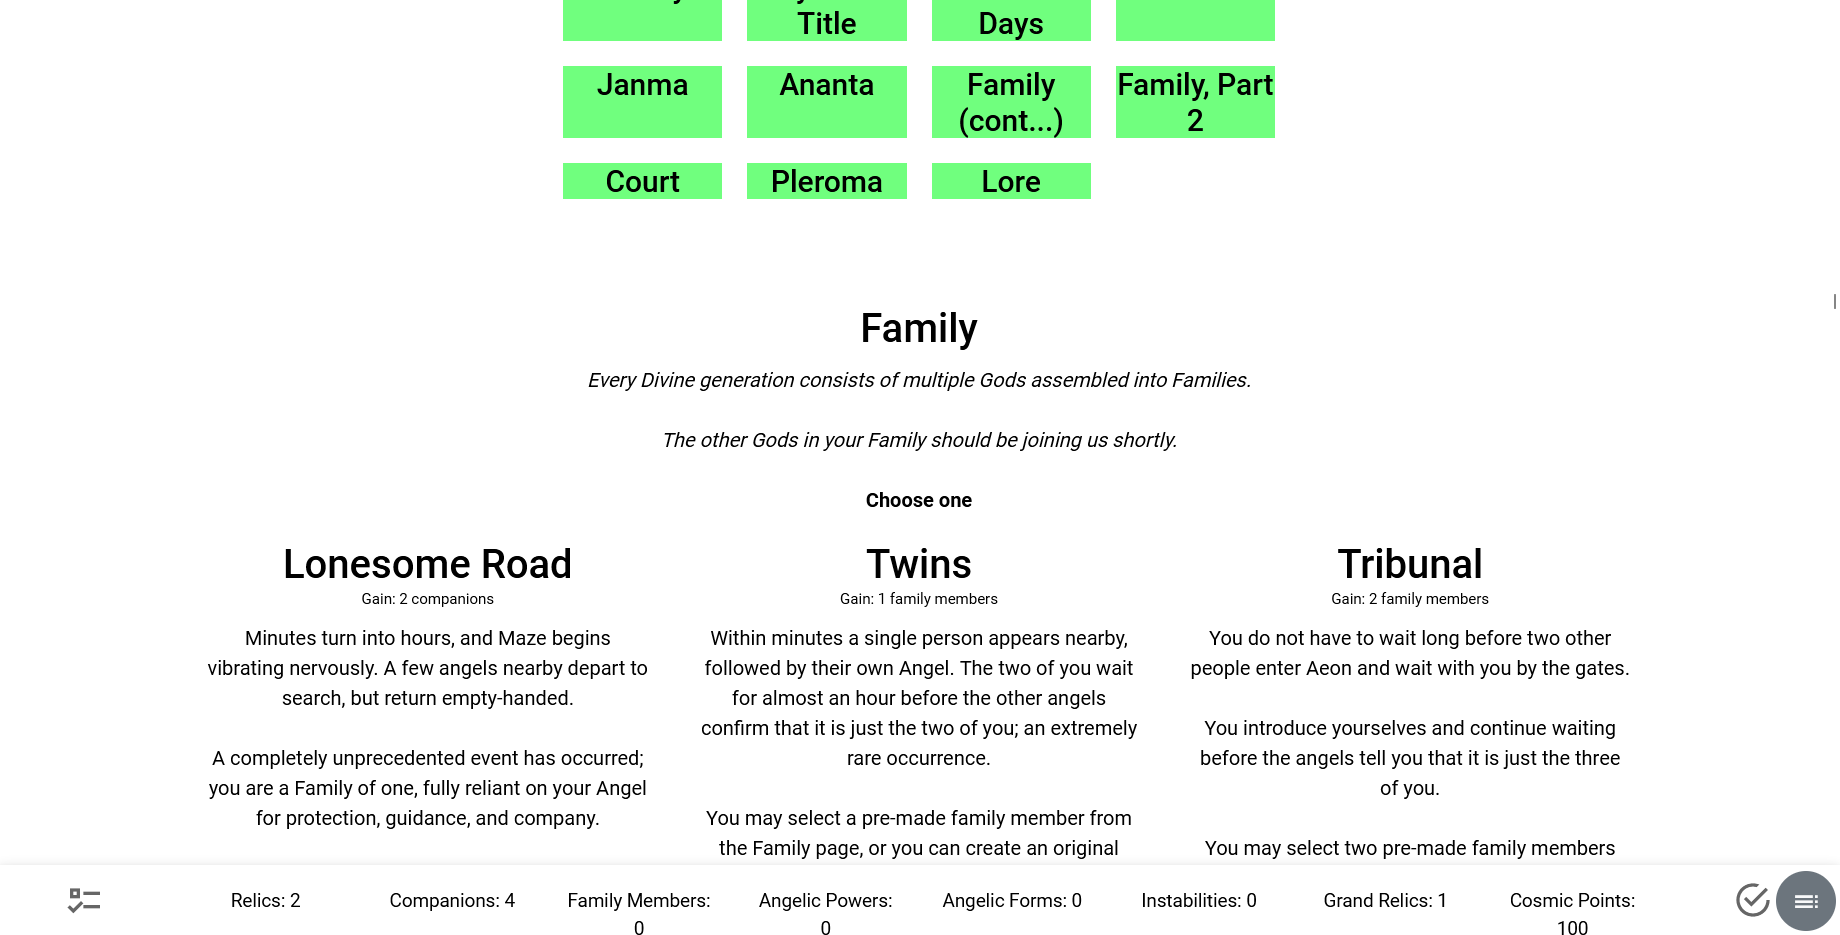 Title
Days
Janma
Ananta
Family
(cont...)
Family, Part
2
Court
Pleroma
Lore
Family
Every Divine generation consists of multiple Gods assembled into Families.
The other Gods in your Family should be joining us shortly.
Choose one
Lonesome Road
Gain: 2 companions
Minutes turn into hours, and Maze begins
vibrating nervously. A few angels nearby depart to
search, but return empty-handed.
A completely unprecedented event has occurred;
you are a Family of one, fully reliant on your Angel
for protection, guidance, and company.
Twins
Gain: 1 family members
Within minutes a single person appears nearby,
followed by their own Angel. The two of you wait
for almost an hour before the other angels
confirm that it is just the two of you; an extremely
rare occurrence.
You may select a pre-made family member from
the Family page, or you can create an original
Tribunal
Gain: 2 family members
You do not have to wait long before two other
people enter Aeon and wait with you by the gates.
You introduce yourselves and continue waiting
before the angels tell you that it is just the three
of you.
You may select two pre-made family members
Relics: 2
Companions: 4
Family Members:
0
Angelic Powers:
0
Angelic Forms: 0
Instabilities: 0
Grand Relics: 1
Cosmic Points:
100